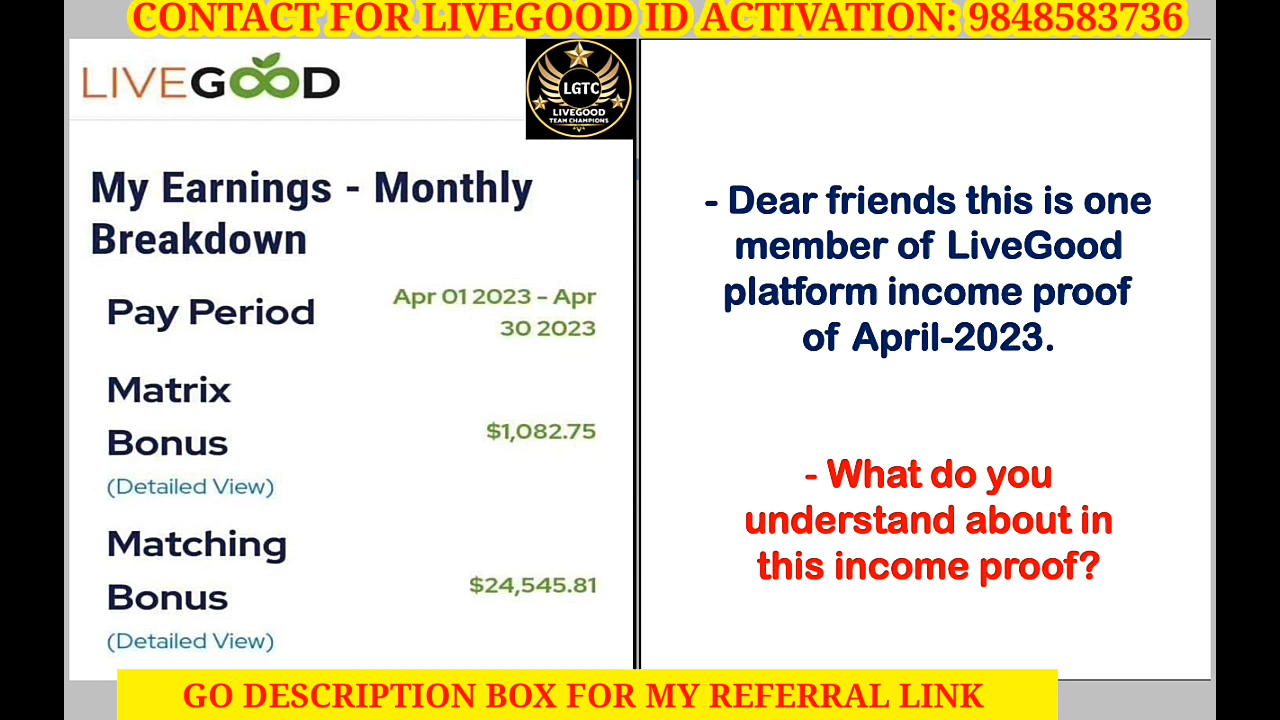 CONTACT FOR LIVEGOOD ID ACTIVATION: 9848583736
LIVEGOOD
LGTC
LIVEGOOD
TEAM CHAMPIONS
My Earnings - Monthly
Breakdown
Pay Period
Apr 01 2023 - Apr
30 2023
Matrix
Bonus
$1,082.75
(Detailed View)
Matching
Bonus
$24,545.81
(Detailed View)
- Dear friends this is one
member of LiveGood
platform income proof
of April-2023.
- What do you
understand about in
this income proof?
GO DESCRIPTION BOX FOR MY REFERRAL LINK